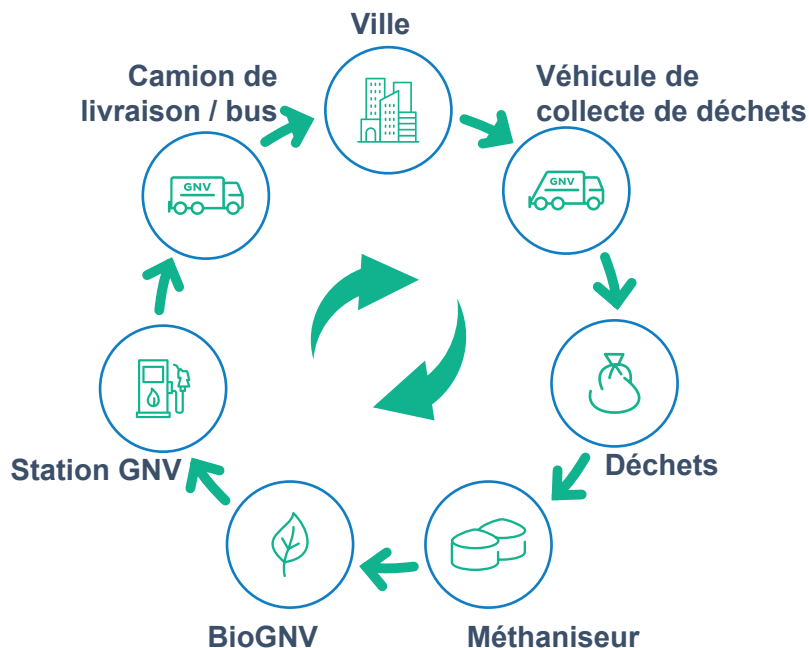 Ville
Camion de
livraison / bus
Véhicule de
collecte de déchets
GNV
GNV
Station GNV
Déchets
BioGNV
Méthaniseur